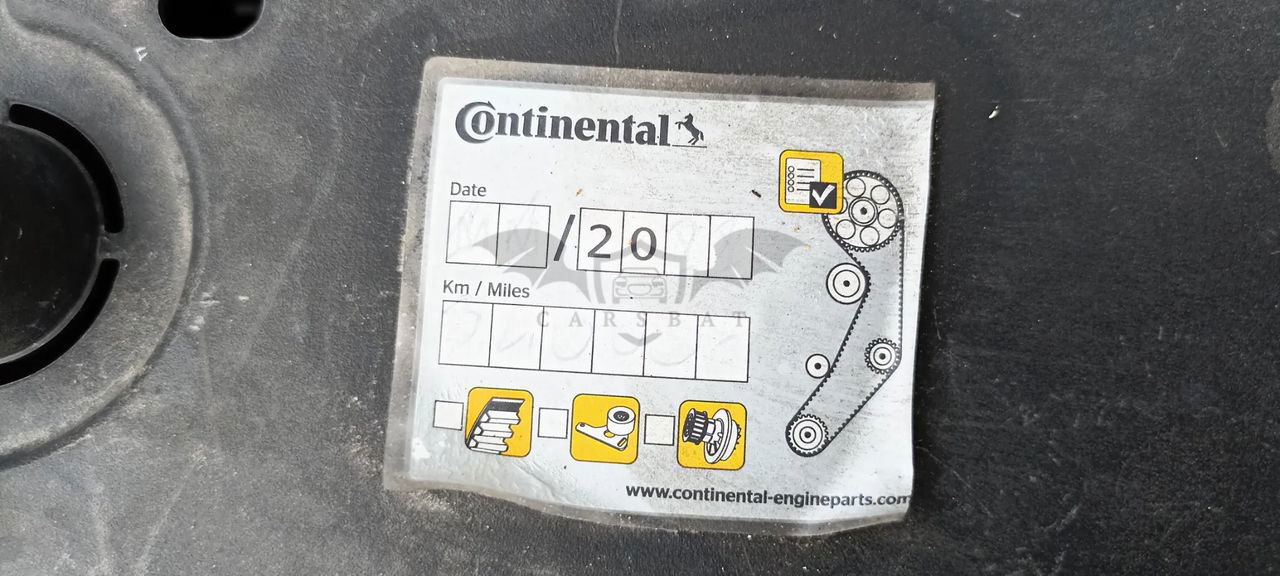 Continental
Date
/20
Km / Miles
CARSBAT
www.continental-engineparts.com